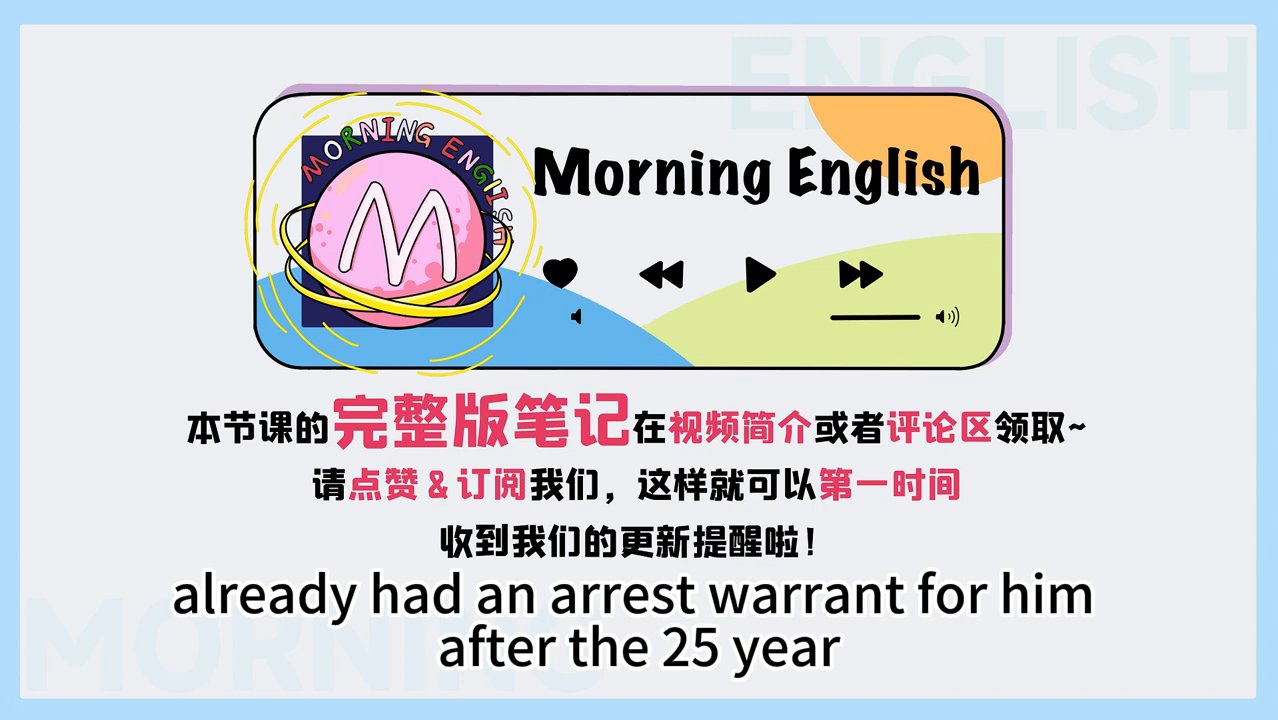 ENGLISH
MORNING ENGlISh
M
Morning English
本节课的完整版笔记在视频简介或者评论区领取~
请点赞&订阅我们，这样就可以第一时间
收到我们的更新提醒啦！
already had an arrest warrant for him
after the 25 year
MORNING